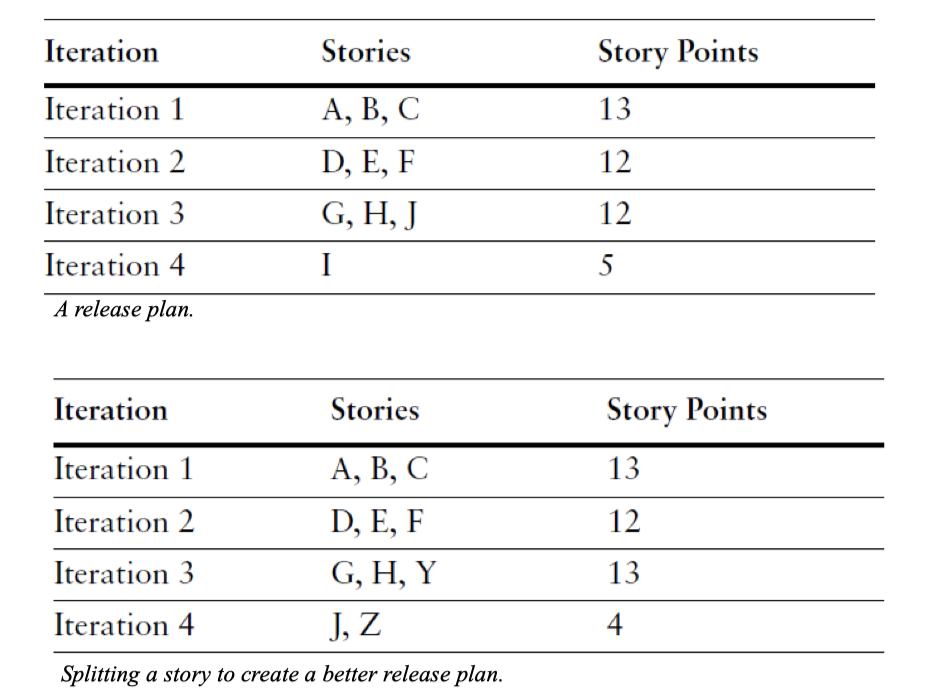 Iteration Stories Story Points
Iteration 1 A, B, C 13
Iteration 2 D, E, F 12
Iteration 3 G, H, J 12
Iteration 4 I 5
A release plan.
Iteration Stories Story Points
Iteration 1 A, B, C 13
Iteration 2 D, E, F 12
Iteration 3 G, H, Y 13
Iteration 4 J, Z 4
Splitting a story to create a better release plan.